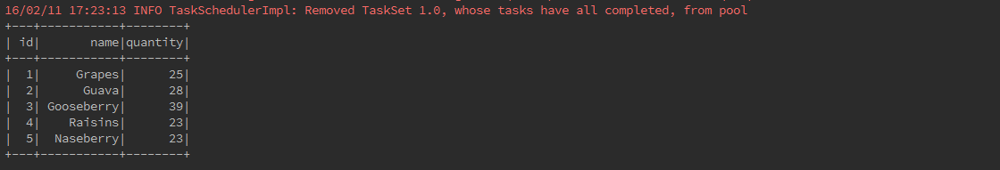 16/02/11 17:23:13 INFO TaskSchedulerImpl: Removed TaskSet 1.0, whose tasks have all completed, from pool
+---+----------+--------+
| id|      name|quantity|
+---+----------+--------+
|  1|    Grapes|      25|
|  2|     Guava|      28|
|  3|Gooseberry|      39|
|  4|   Raisins|      23|
|  5| Naseberry|      23|
+---+----------+--------+